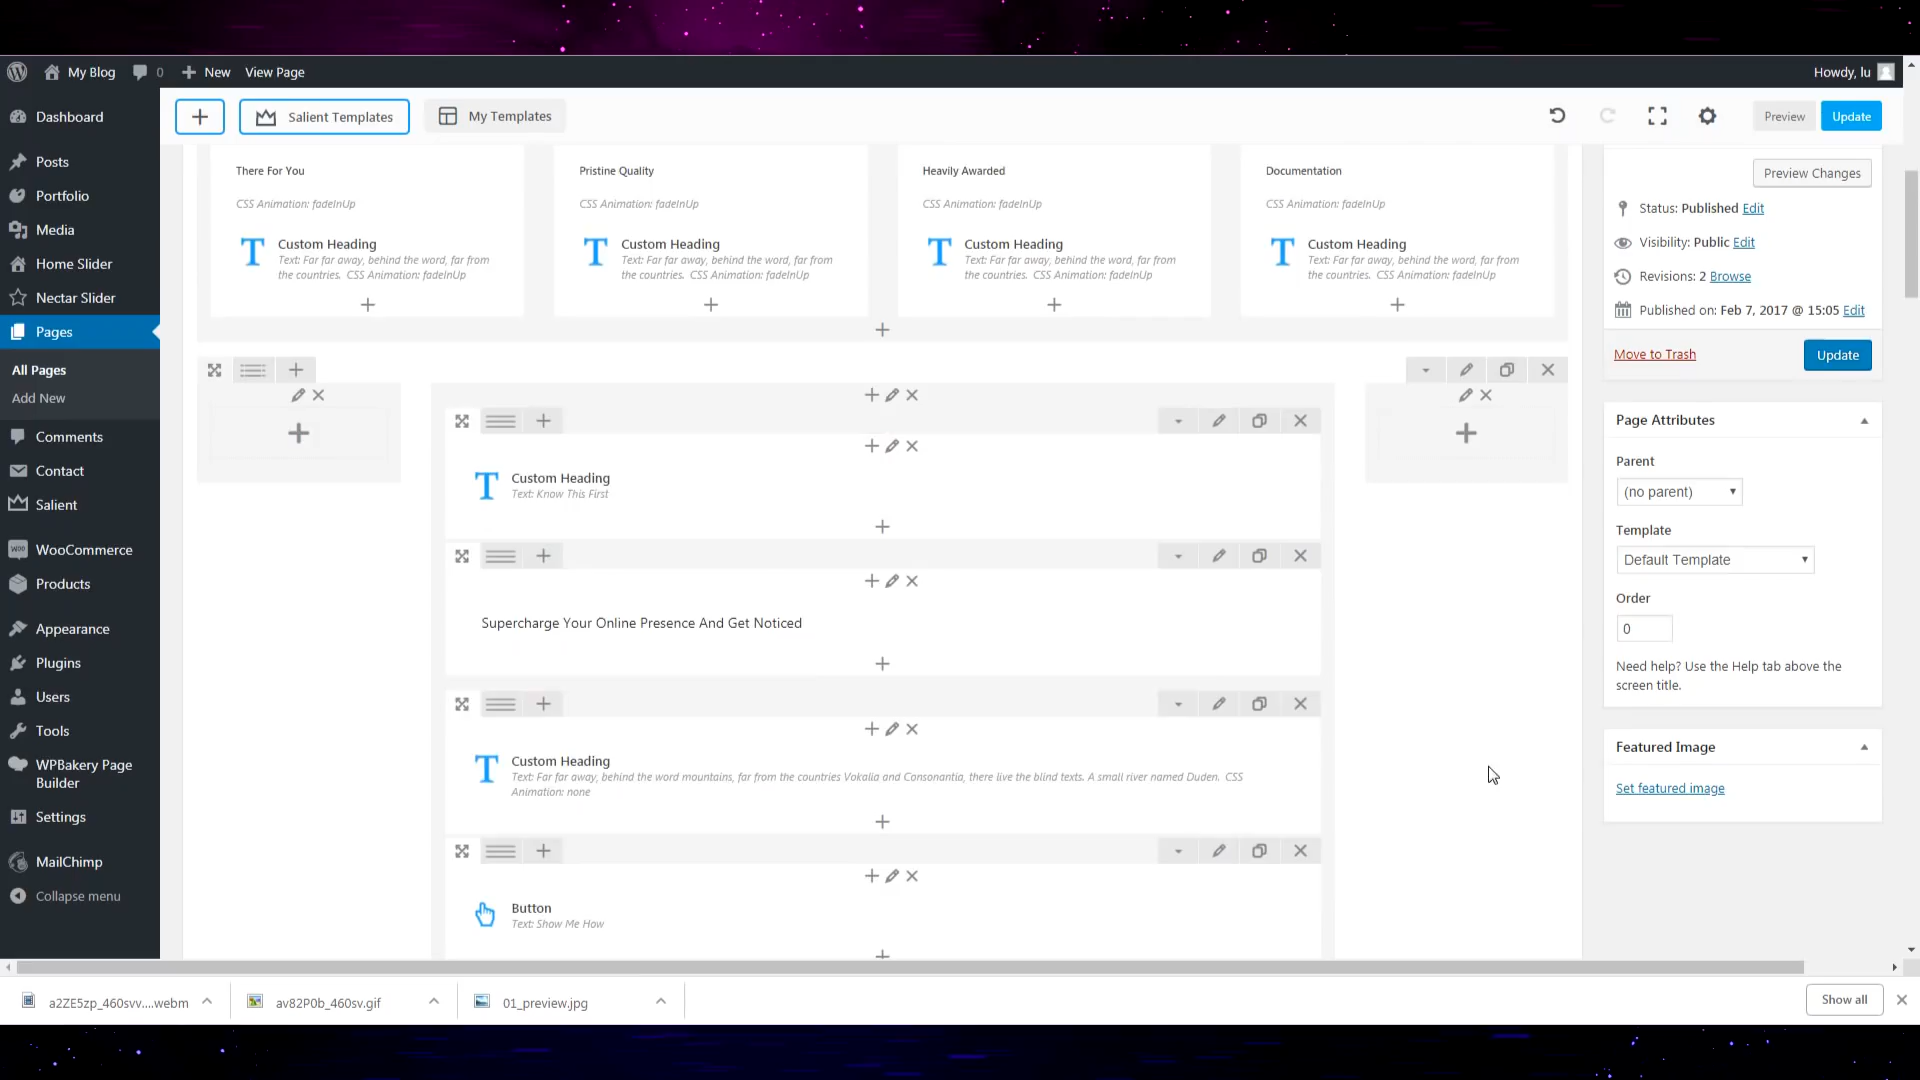 My Blog 0 New View Page Howdy, lu
Dashboard
Posts
Portfolio
Media
Home Slider
Nectar Slider
Pages
All Pages
Add New
Comments
Contact
Salient
WooCommerce
Products
Appearance
Plugins
Users
Tools
WPBakery Page
Builder
Settings
MailChimp
Collapse menu
Salient Templates My Templates Preview Update
There For You Pristine Quality Heavily Awarded Documentation
CSS Animation: fadeInUp CSS Animation: fadeInUp CSS Animation: fadeInUp CSS Animation: fadeInUp
Custom Heading Custom Heading Custom Heading Custom Heading
Text: Far far away, behind the word, far from Text: Far far away, behind the word, far from Text: Far far away, behind the word, far from Text: Far far away, behind the word, far from
the countries. CSS Animation: fadeInUp the countries. CSS Animation: fadeInUp the countries. CSS Animation: fadeInUp the countries. CSS Animation: fadeInUp
Custom Heading
Text: Know This First
Supercharge Your Online Presence And Get Noticed
Custom Heading
Text: Far far away, behind the word mountains, far from the countries Vokalia and Consonantia, there live the blind texts. A small river named Duden. CSS
Animation: none
Button
Text: Show Me How
Preview Changes
Status: Published Edit
Visibility: Public Edit
Revisions: 2 Browse
Published on: Feb 7, 2017 @ 15:05 Edit
Move to Trash Update
Page Attributes
Parent
(no parent)
Template
Default Template
Order
0
Need help? Use the Help tab above the
screen title.
Featured Image
Set featured image
a2ZE5zp_460svv....webm av82P0b_460sv.gif 01_preview.jpg Show all